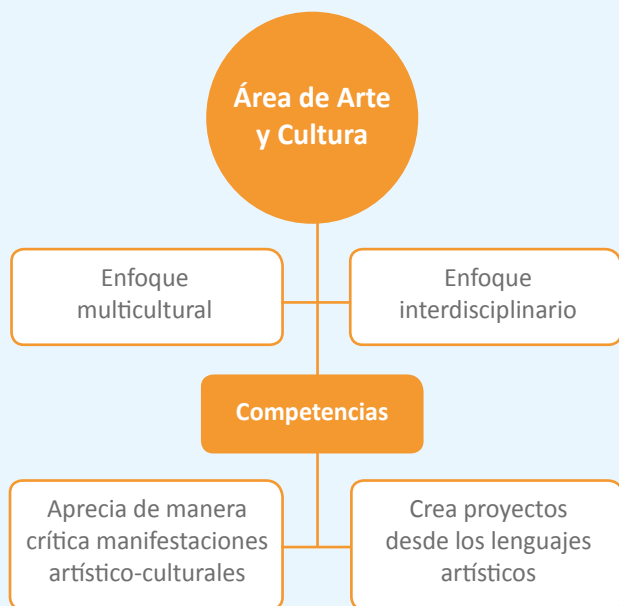 Área de Arte
y Cultura
Enfoque
multicultural
Enfoque
interdisciplinario
Competencias
Aprecia de manera
crítica manifestaciones
artístico-culturales
Crea proyectos
desde los lenguajes
artísticos